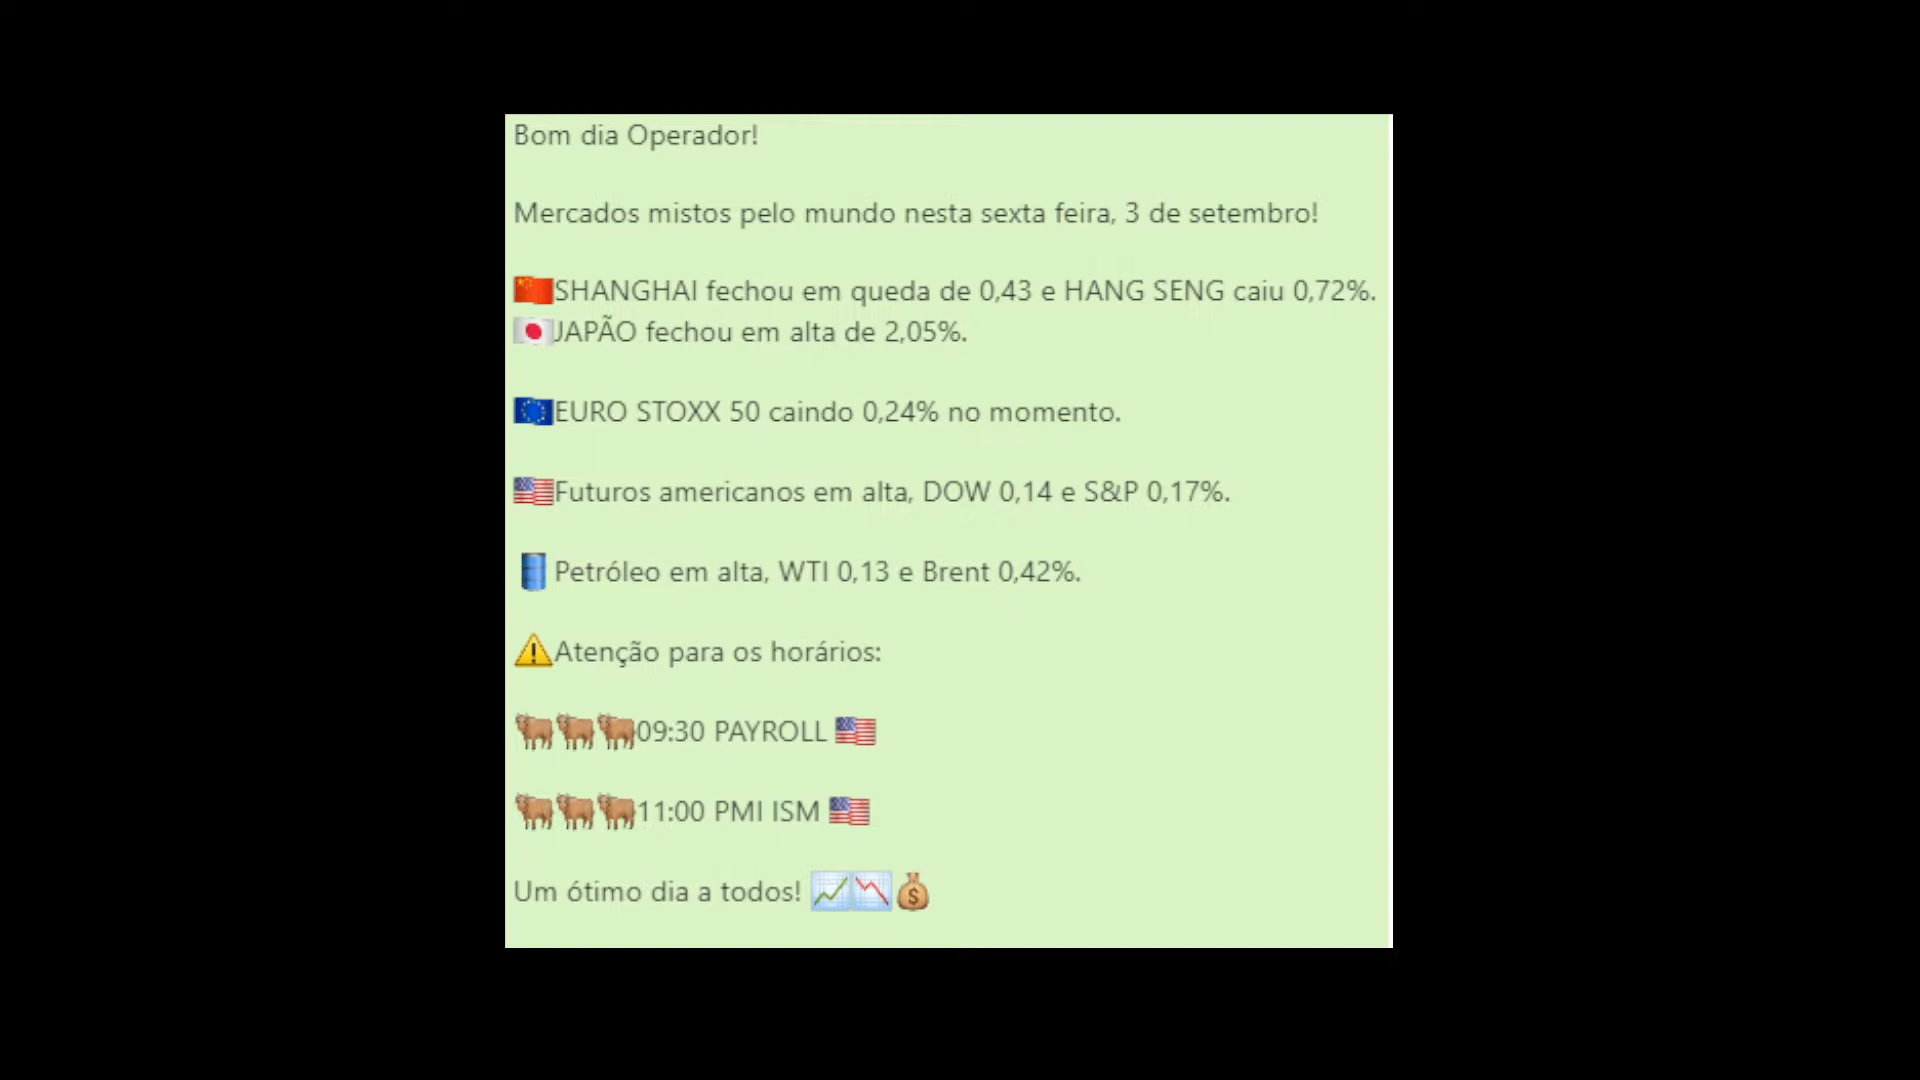 Bom dia Operador!
Mercados mistos pelo mundo nesta sexta feira, 3 de setembro!
🇨🇳SHANGHAI fechou em queda de 0,43 e HANG SENG caiu 0,72%.
🇯🇵JAPÃO fechou em alta de 2,05%.
🇪🇺EURO STOXX 50 caindo 0,24% no momento.
🇺🇸Futuros americanos em alta, DOW 0,14 e S&P 0,17%.
🛢Petróleo em alta, WTI 0,13 e Brent 0,42%.
⚠️Atenção para os horários:
🐂🐂🐂09:30 PAYROLL 🇺🇸
🐂🐂🐂11:00 PMI ISM 🇺🇸
Um ótimo dia a todos! 📈📉💰